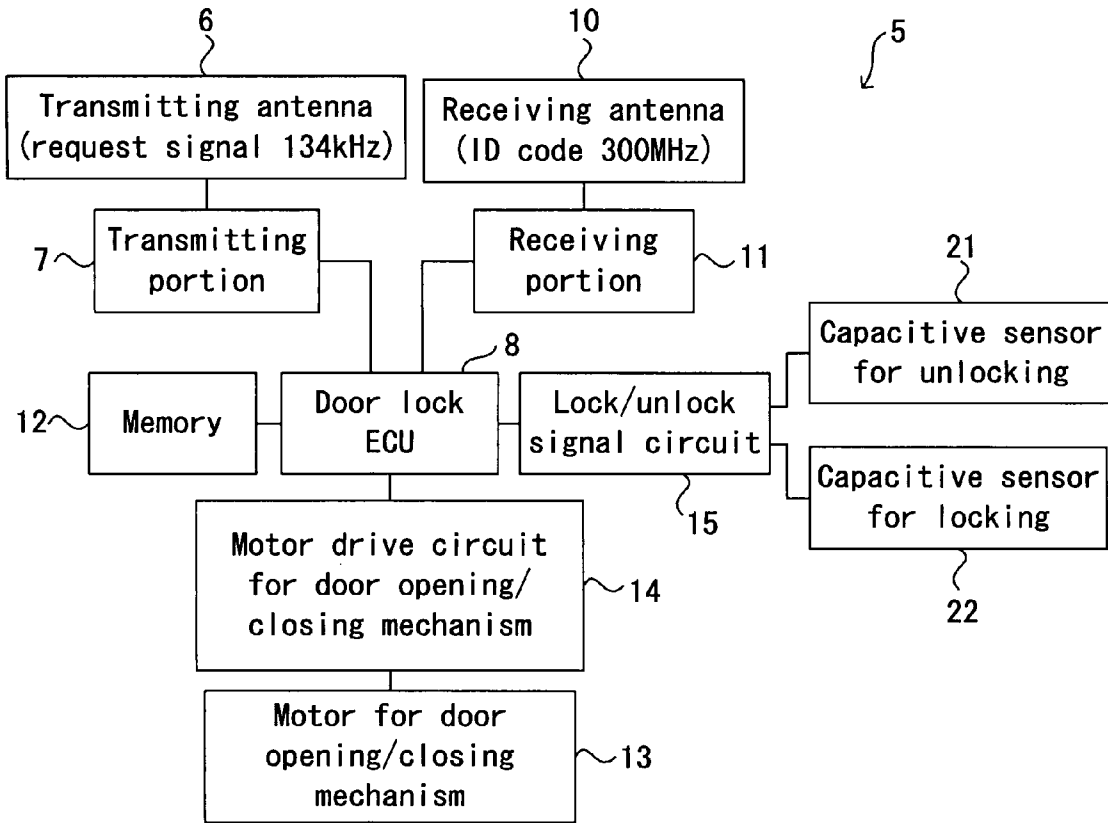 6
10
5
Transmitting antenna
(request signal 134kHz)
Receiving antenna
(ID code 300MHz)
7
Transmitting
portion
Receiving
portion
11
21
Capacitive sensor
for unlocking
8
12
Memory
Door lock
ECU
Lock/unlock
signal circuit
15
Capacitive sensor
for locking
22
Motor drive circuit
for door opening/
closing mechanism
14
Motor for door
opening/closing
mechanism
13